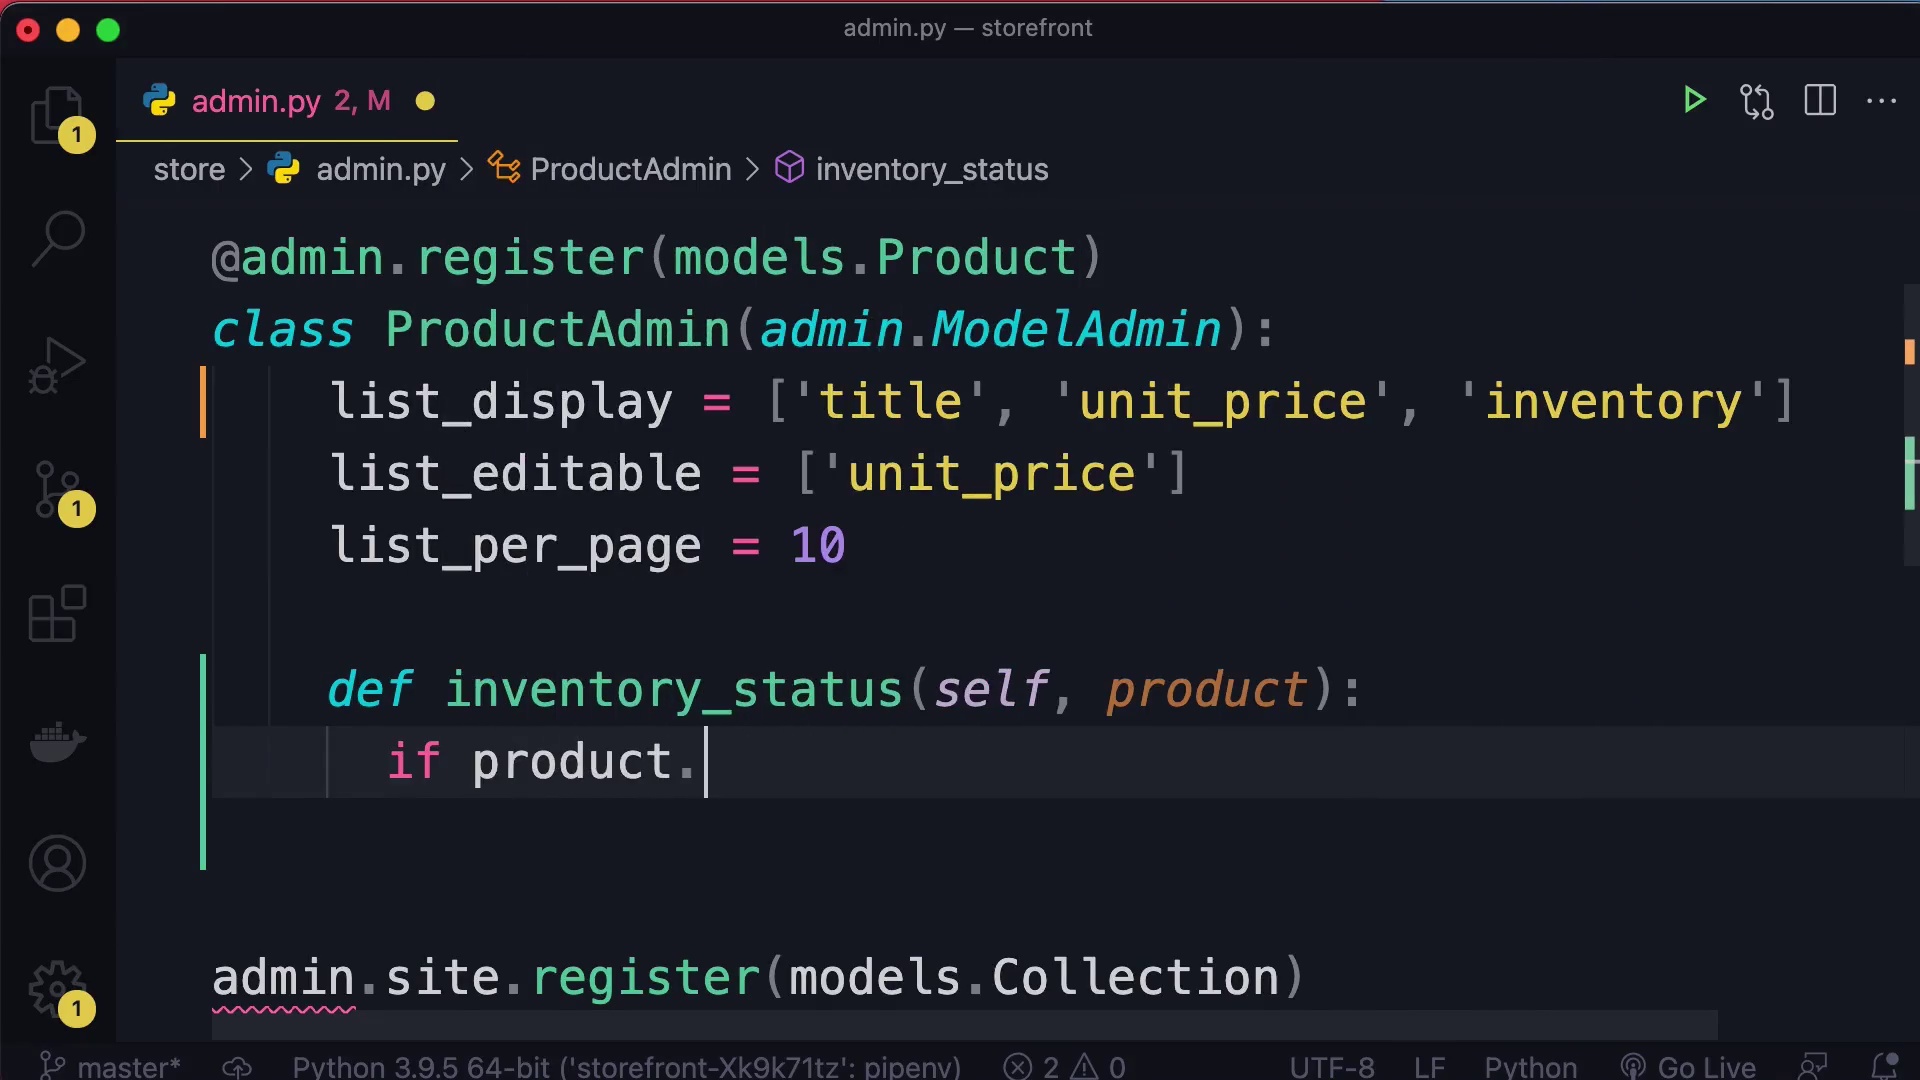 admin.py — storefront
admin.py 2, M
store > admin.py > ProductAdmin > inventory_status
@admin.register(models.Product)
class ProductAdmin(admin.ModelAdmin):
list_display = ['title', 'unit_price', 'inventory']
list_editable = ['unit_price']
list_per_page = 10
def inventory_status(self, product):
if product.
admin.site.register(models.Collection)
1
1
1
master* Python 3.9.5 64-bit ('storefront-Xk9k71tz': pipenv) 2 0 UTF-8 LF Python Go Live